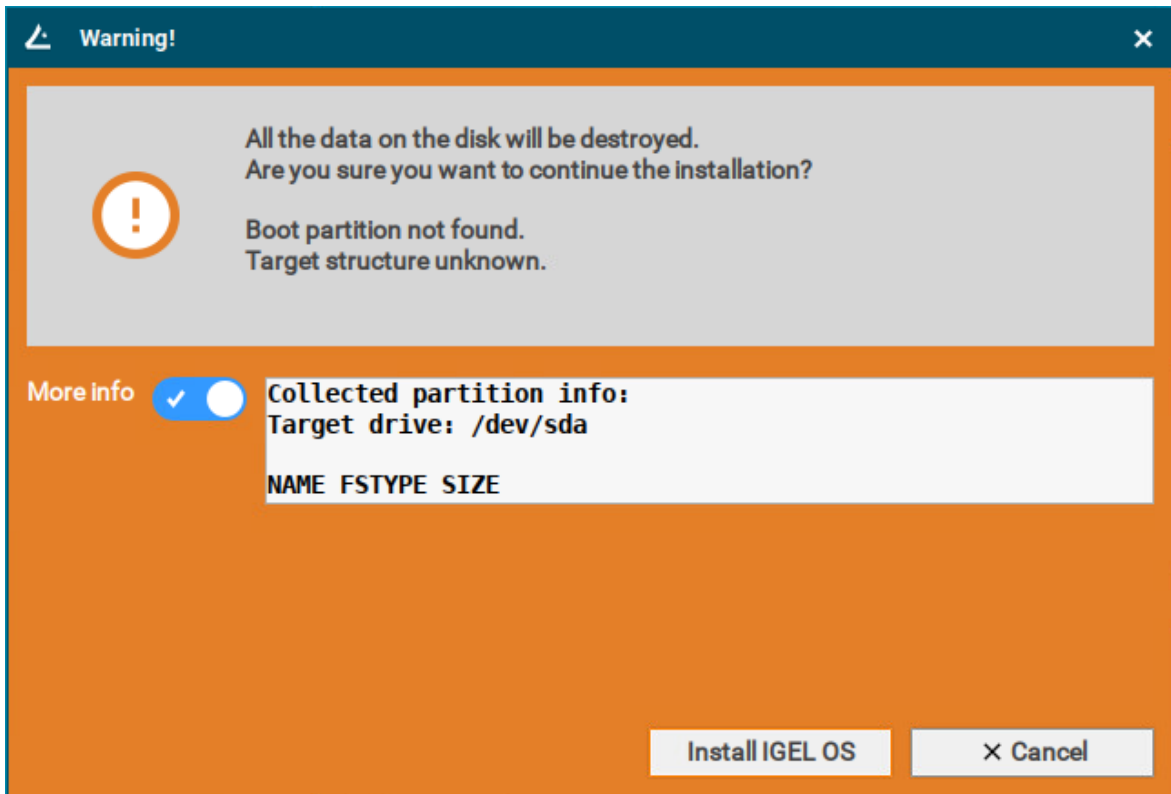 Warning!
All the data on the disk will be destroyed.
Are you sure you want to continue the installation?
Boot partition not found.
Target structure unknown.
More info
Collected partition info:
Target drive: /dev/sda
NAME FSTYPE SIZE
Install IGEL OS
Cancel